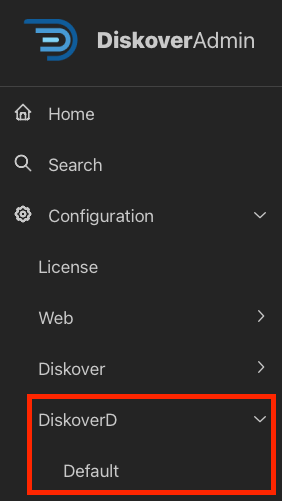 DiskoverAdmin
Home
Search
Configuration
License
Web
Diskover
DiskoverD
Default